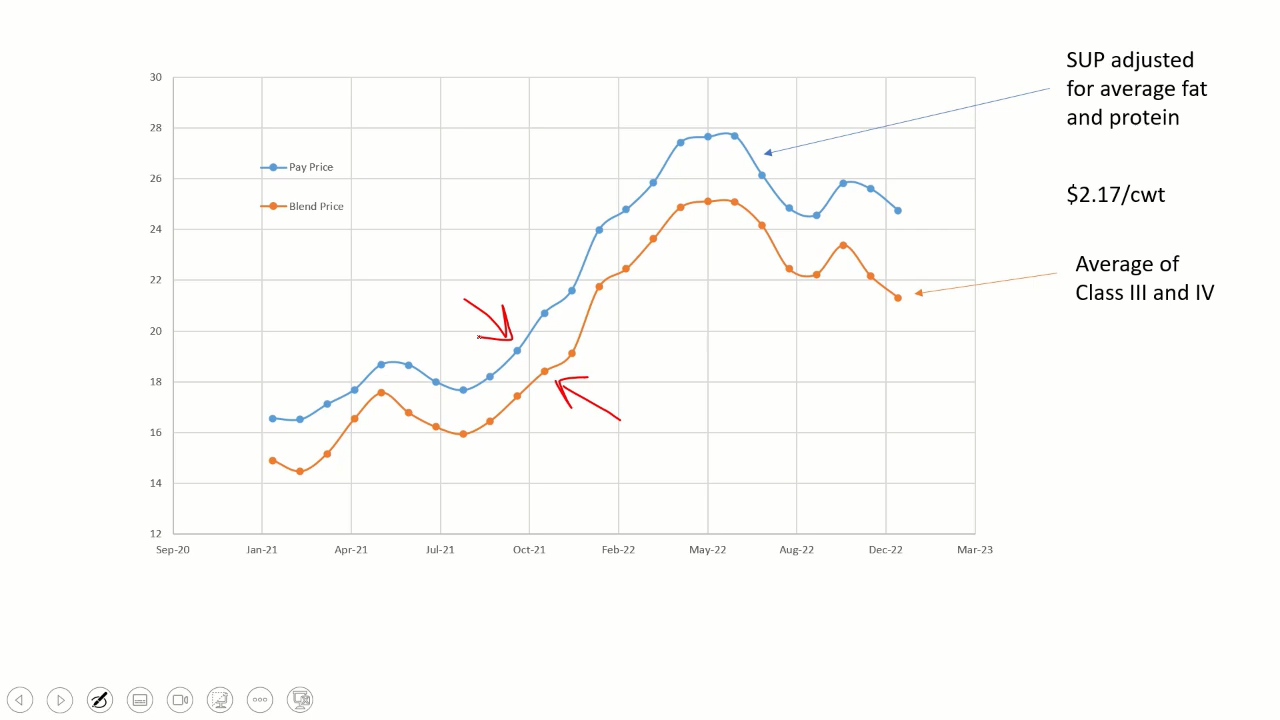 SUP adjusted
for average fat
and protein
$2.17/cwt
Average of
Class III and IV
30
28
26
24
22
20
18
16
14
12
Pay Price
Blend Price
Sep-20 Jan-21 Apr-21 Jul-21 Oct-21 Feb-22 May-22 Aug-22 Dec-22 Mar-23